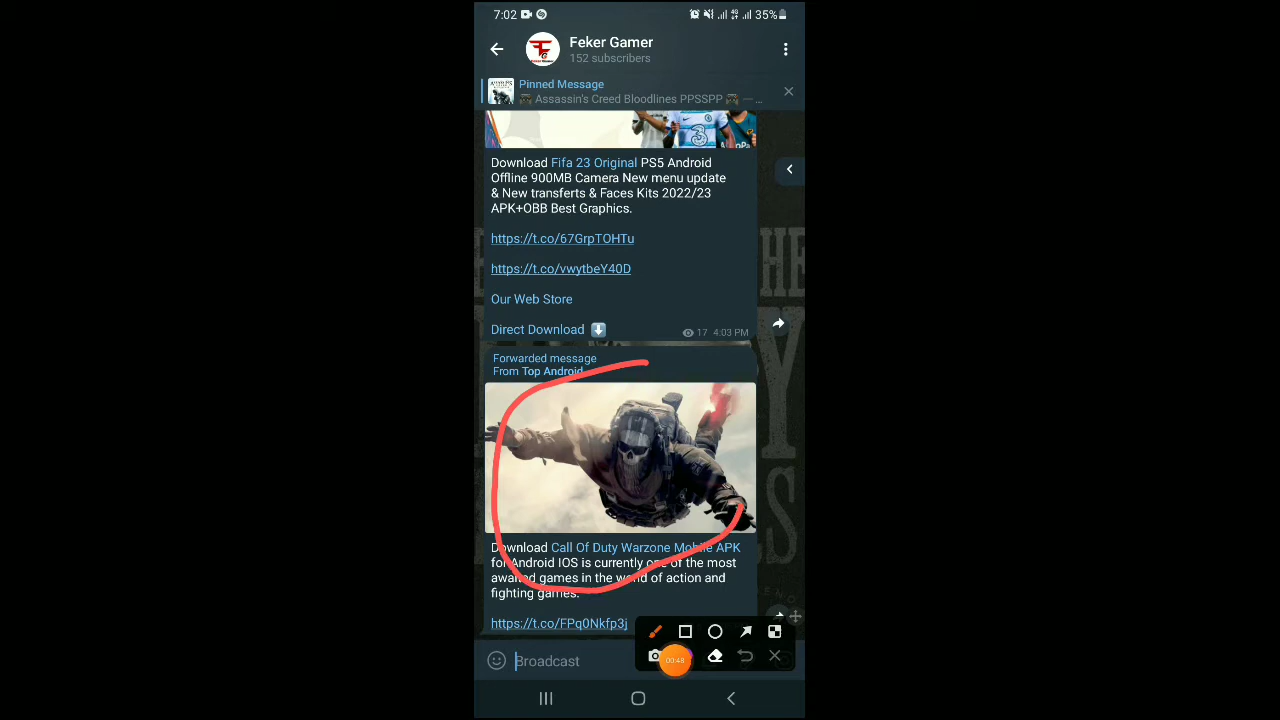 7:02
35%
Feker Gamer
152 subscribers
Pinned Message
Assassin's Creed Bloodlines PPSSPP 🎮 — ...
3
Download Fifa 23 Original PS5 Android
Offline 900MB Camera New menu update
& New transferts & Faces Kits 2022/23
APK+OBB Best Graphics.
https://t.co/67GrpTOHTu
https://t.co/vwytbeY40D
Our Web Store
Direct Download ⬇️
17 4:03 PM
Forwarded message
From Top Android
Download Call Of Duty Warzone Mobile APK
for Android IOS is currently one of the most
awaited games in the world of action and
fighting games.
https://t.co/FPq0Nkfp3j
Broadcast
00:48